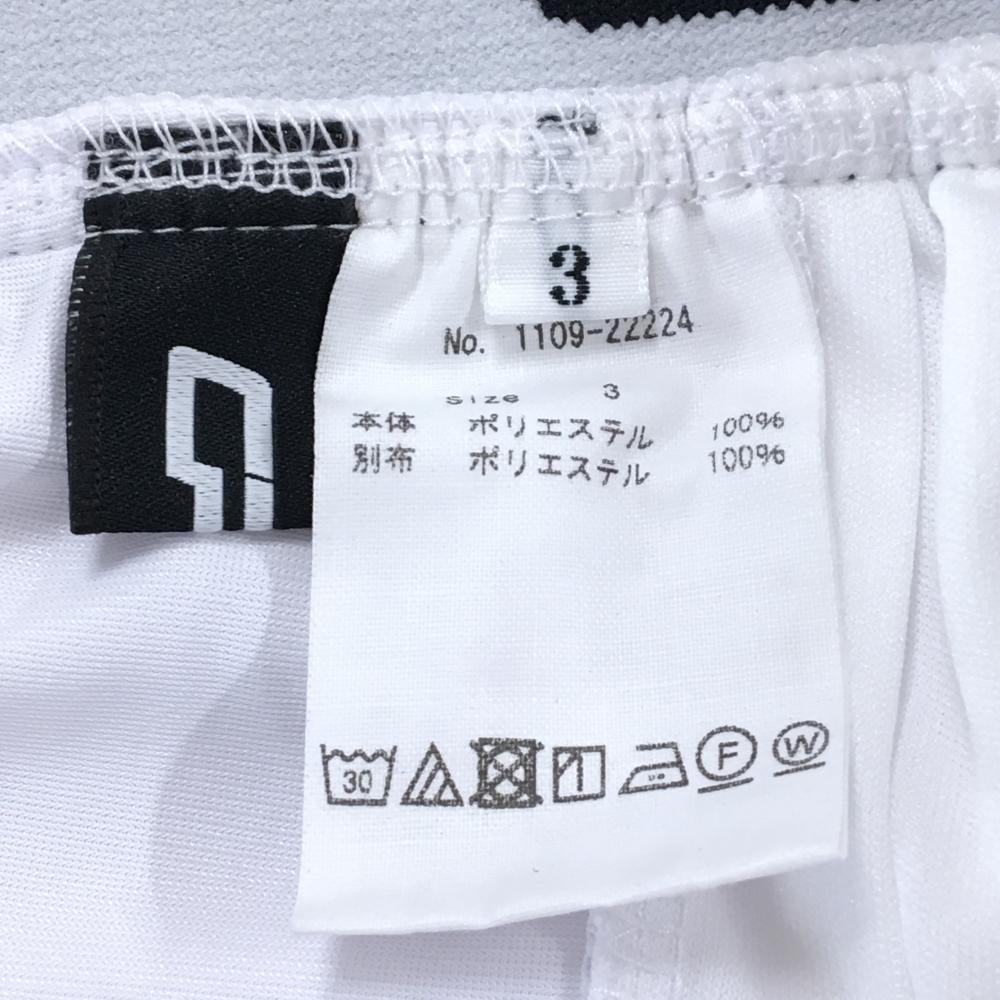 3
No. 1109-22224
Size 3
本体 ポリエステル 100%
別布 ポリエステル 100%
30
F
W